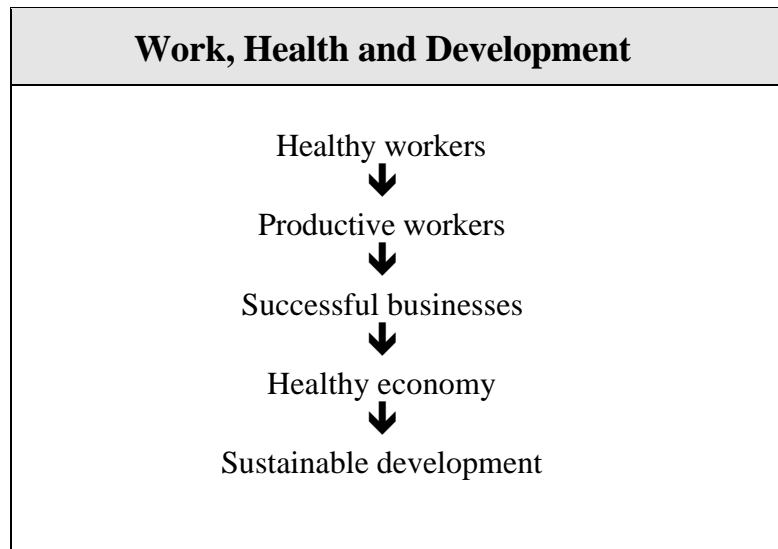 Work, Health and Development
Healthy workers
Productive workers
Successful businesses
Healthy economy
Sustainable development